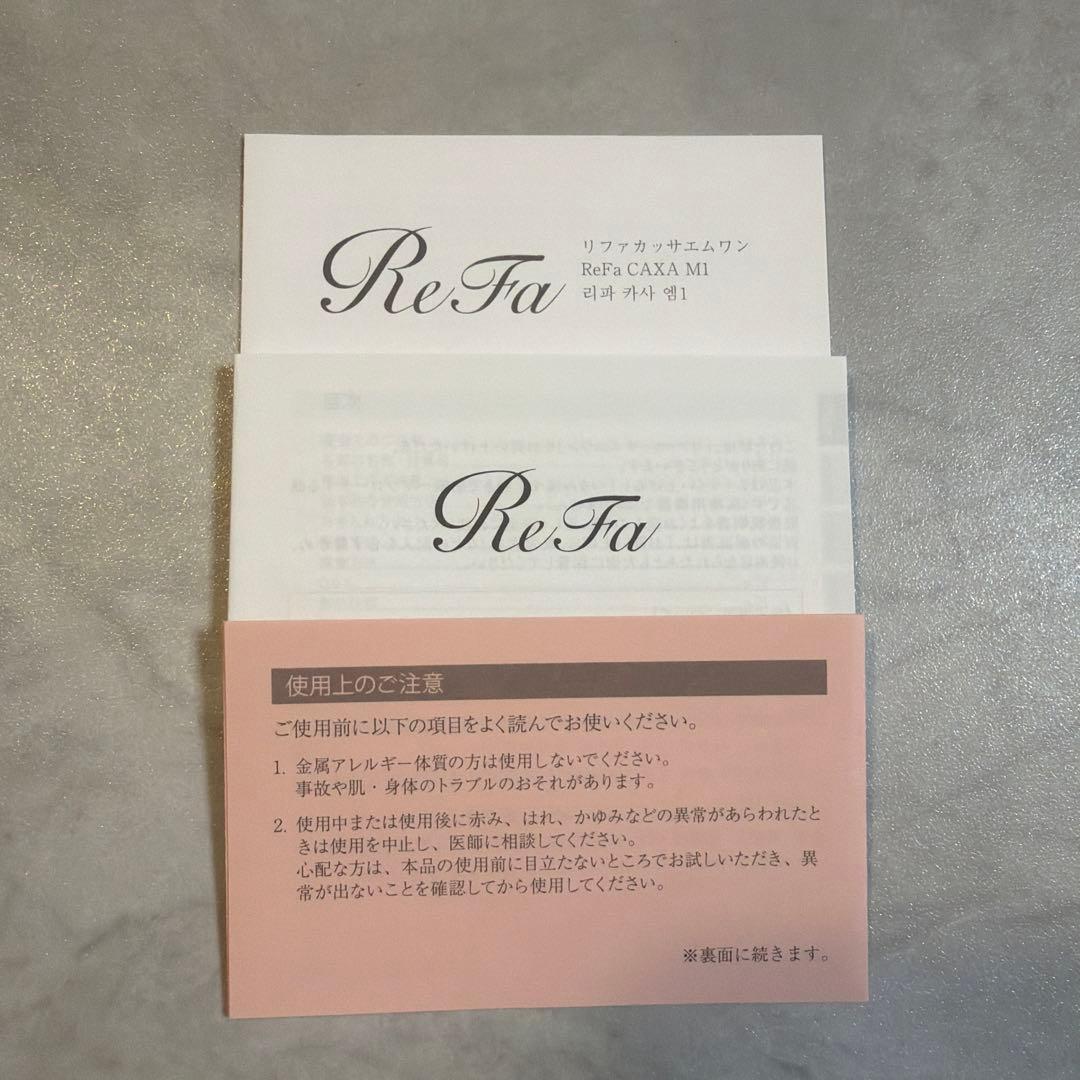 ReFa
リファカッサエムワン
ReFa CAXA M1
리파 카사 엠1
ReFa
使用上のご注意
ご使用前に以下の項目をよく読んでお使いください。
1. 金属アレルギー体質の方は使用しないでください。
事故や肌・身体のトラブルのおそれがあります。
2. 使用中または使用後に赤み、はれ、かゆみなどの異常があらわれたと
きは使用を中止し、医師に相談してください。
心配な方は、本品の使用前に目立たないところでお試しいただき、異
常が出ないことを確認してから使用してください。
※裏面に続きます。